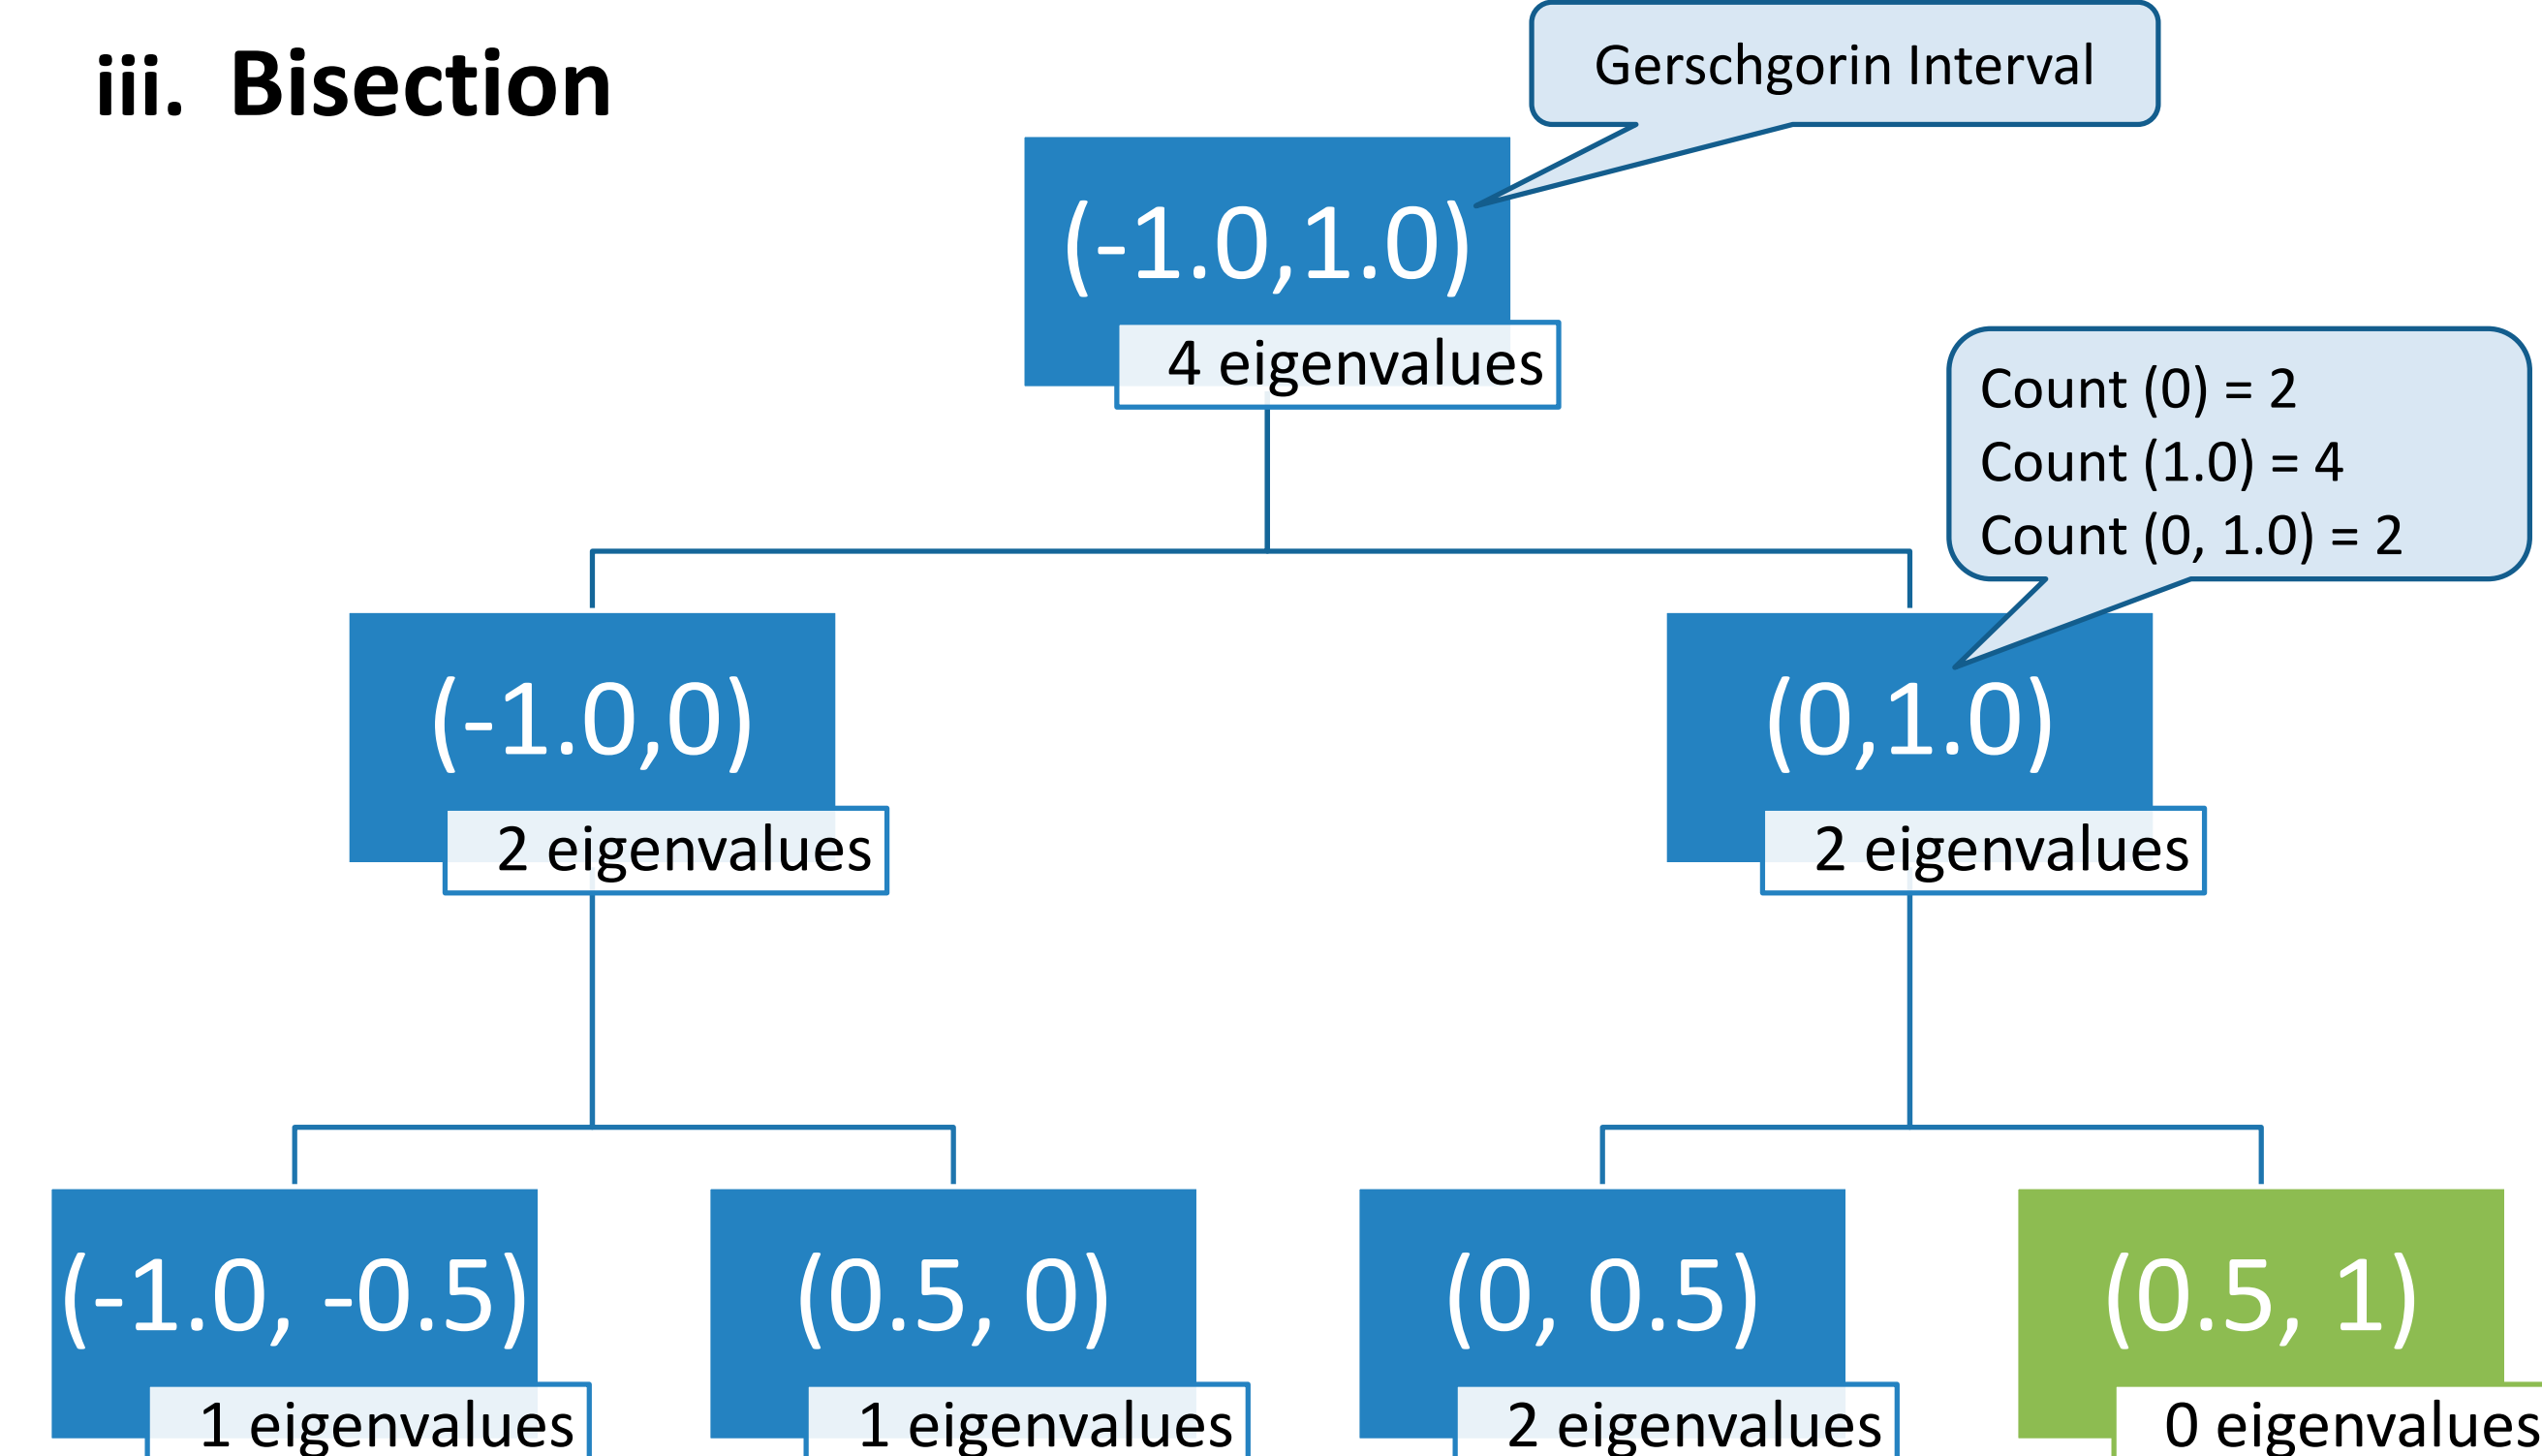 iii. Bisection
Gerschgorin Interval
(-1.0,1.0)
4 eigenvalues
Count (0) = 2
Count (1.0) = 4
Count (0, 1.0) = 2
(-1.0,0)
2 eigenvalues
(0,1.0)
2 eigenvalues
(-1.0, -0.5)
1 eigenvalues
(0.5, 0)
1 eigenvalues
(0, 0.5)
2 eigenvalues
(0.5, 1)
0 eigenvalues